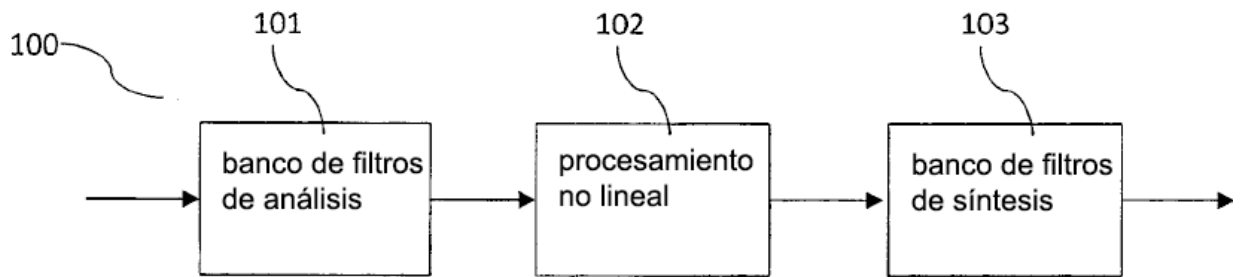 100
101
102
103
banco de filtros
de análisis
procesamiento
no lineal
banco de filtros
de síntesis